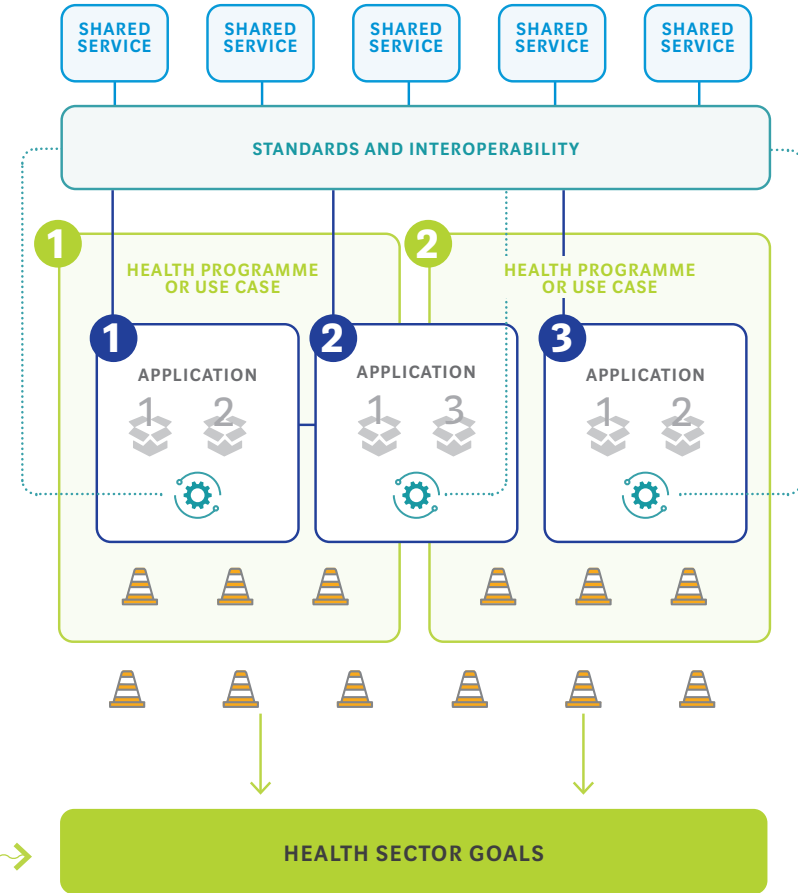 SHARED
SERVICE
SHARED
SERVICE
SHARED
SERVICE
SHARED
SERVICE
SHARED
SERVICE
STANDARDS AND INTEROPERABILITY
1
HEALTH PROGRAMME
OR USE CASE
2
HEALTH PROGRAMME
OR USE CASE
1
APPLICATION
1 2
2
APPLICATION
1 3
3
APPLICATION
1 2
HEALTH SECTOR GOALS